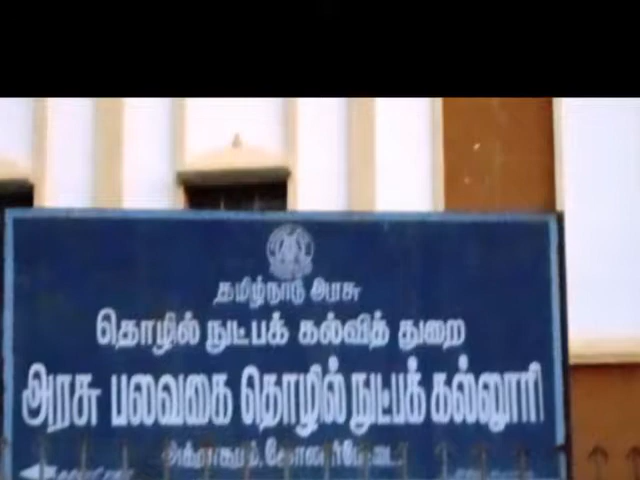 தமிழ்நாடு அரசு
தொழில் நுட்பக் கல்வித் துறை
அரசு பலவகை தொழில் நுட்பக் கல்லூரி